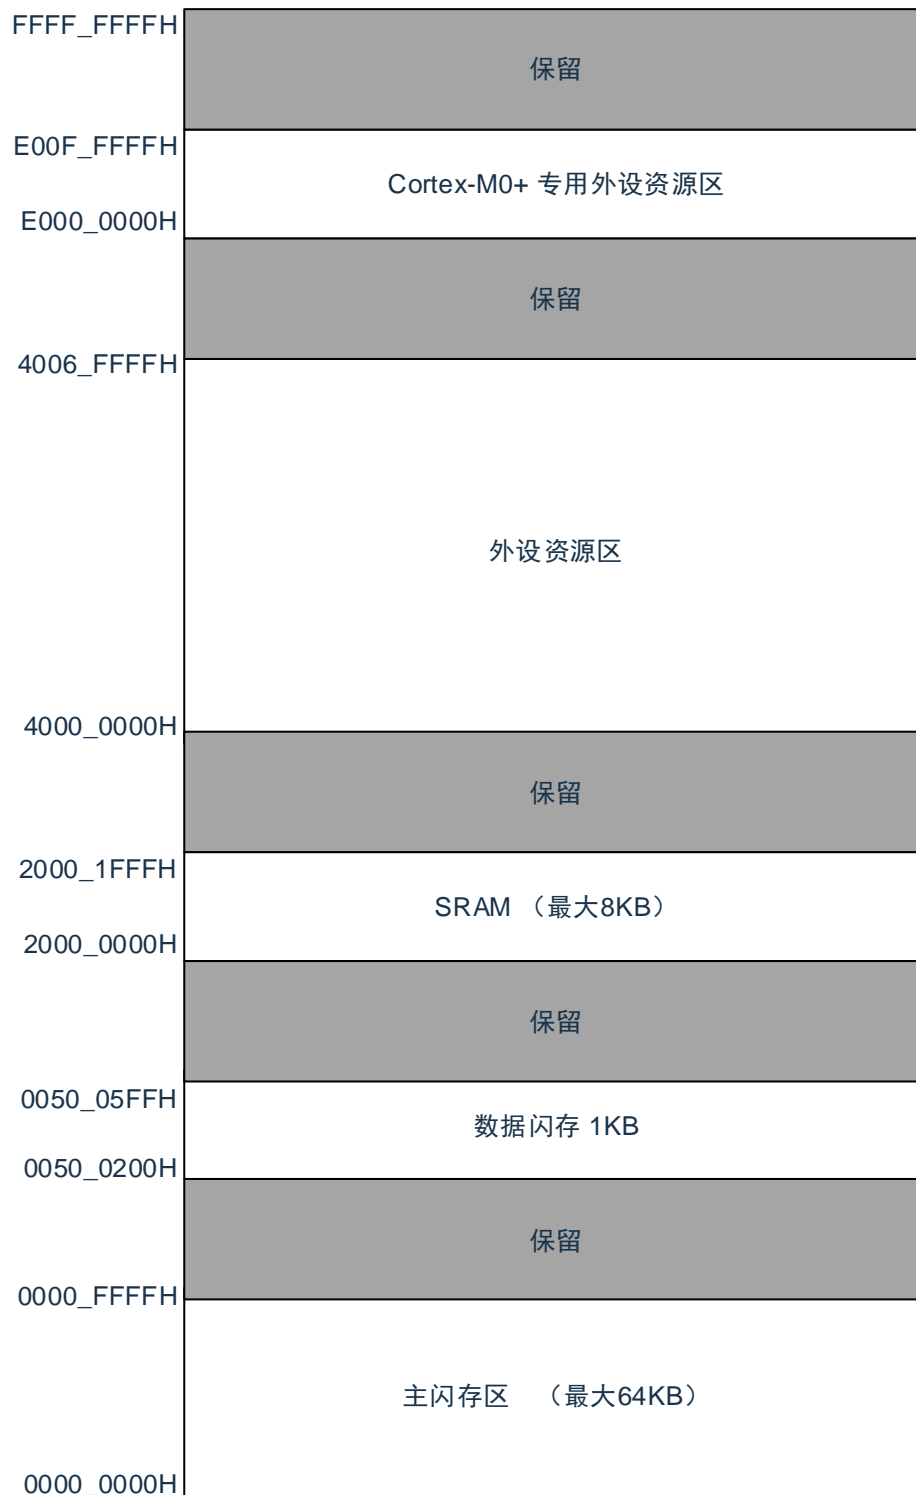 FFFF_FFFFH
保留
E00F_FFFFH
Cortex-M0+ 专用外设资源区
E000_0000H
保留
4006_FFFFH
外设资源区
4000_0000H
保留
2000_1FFFH
SRAM （最大8KB）
2000_0000H
保留
0050_05FFH
数据闪存 1KB
0050_0200H
保留
0000_FFFFH
主闪存区 （最大64KB）
0000_0000H